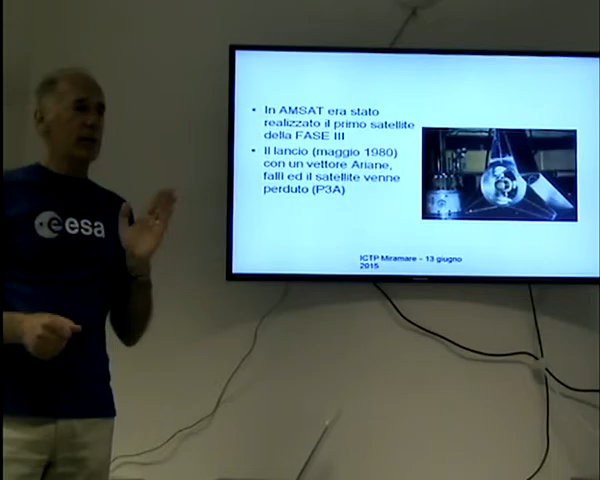 esa
• In AMSAT era stato
realizzato il primo satellite
della FASE III
• Il lancio (maggio 1980)
con un vettore Ariane,
fallì ed il satellite venne
perduto (P3A)
ICTP Miramare – 13 giugno
2015